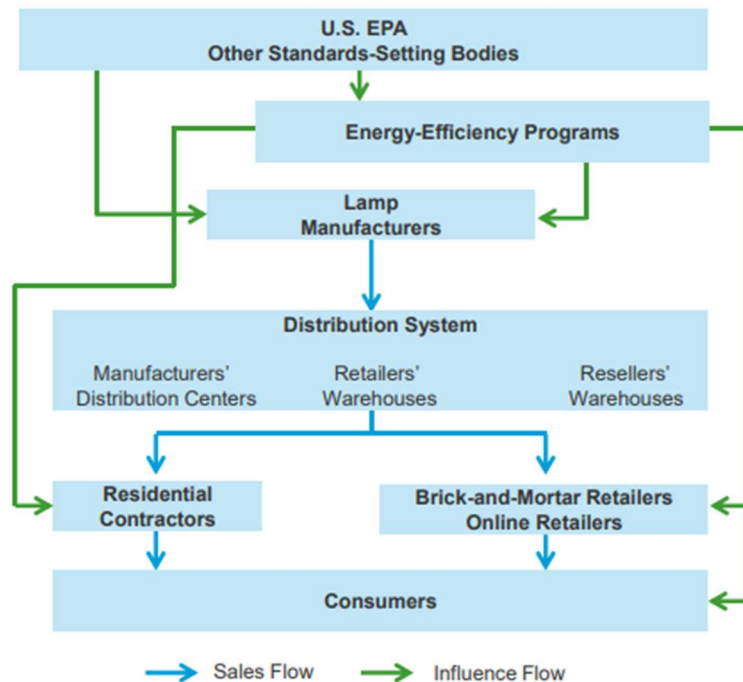 U.S. EPA
Other Standards-Setting Bodies
Energy-Efficiency Programs
Lamp
Manufacturers
Distribution System
Manufacturers'
Distribution Centers
Retailers'
Warehouses
Resellers'
Warehouses
Residential
Contractors
Brick-and-Mortar Retailers
Online Retailers
Consumers
Sales Flow
Influence Flow